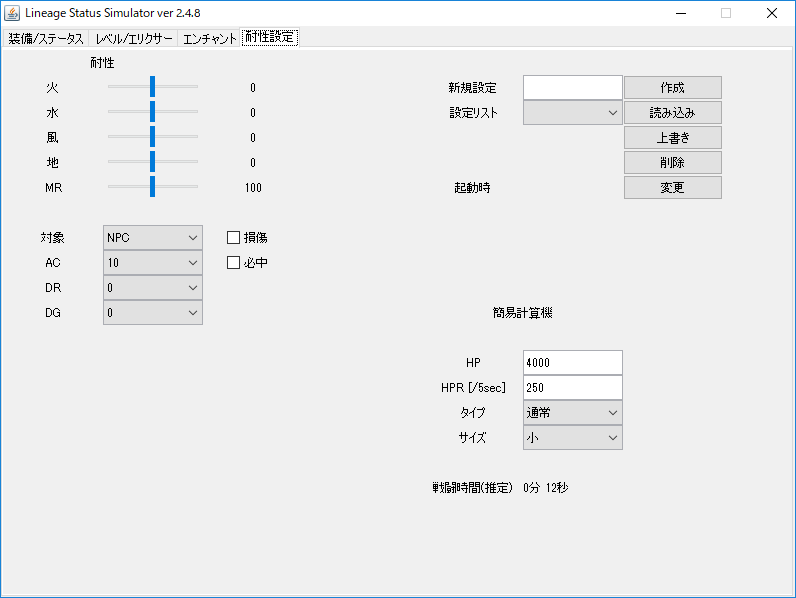 Lineage Status Simulator ver 2.4.8
装備/ステータス レベル/エリクサー エンチャント 耐性設定
耐性
火 0
水 0
風 0
地 0
MR 100
新規設定 作成
設定リスト 読み込み
上書き
削除
起動時 変更
対象 NPC 損傷
AC 10 必中
DR 0
DG 0
簡易計算機
HP 4000
HPR [/5sec] 250
タイプ 通常
サイズ 小
戦闘時間(推定) 0分 12秒